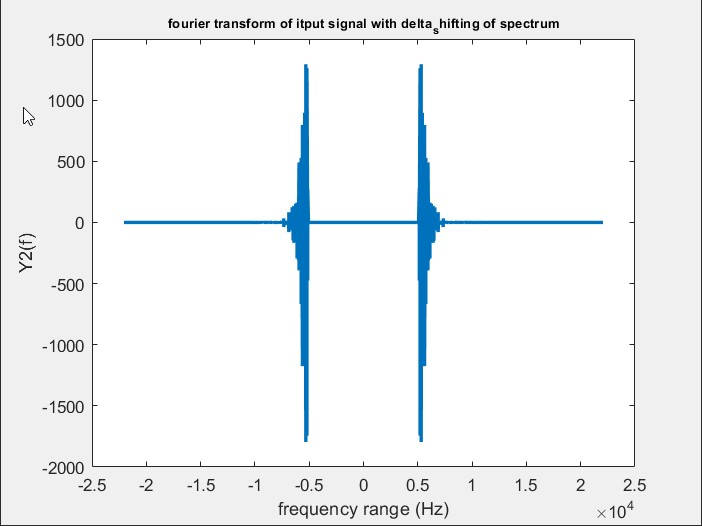 fourier transform of itput signal with delta_shifting of spectrum
1500
1000
500
0
-500
-1000
-1500
-2000
Y2(f)
-2.5 -2 -1.5 -1 -0.5 0 0.5 1 1.5 2 2.5
frequency range (Hz)
×10⁴